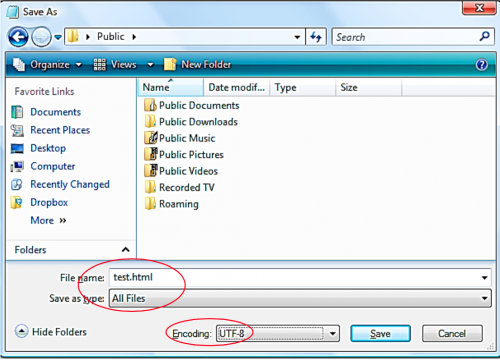 Save As
Public
Search
Organize
Views
New Folder
Favorite Links
Documents
Recent Places
Desktop
Computer
Recently Changed
Dropbox
More »
Folders
Name
Date modif...
Type
Size
Public Documents
Public Downloads
Public Music
Public Pictures
Public Videos
Recorded TV
Roaming
File name: test.html
Save as type: All Files
Hide Folders
Encoding: UTF-8
Save
Cancel